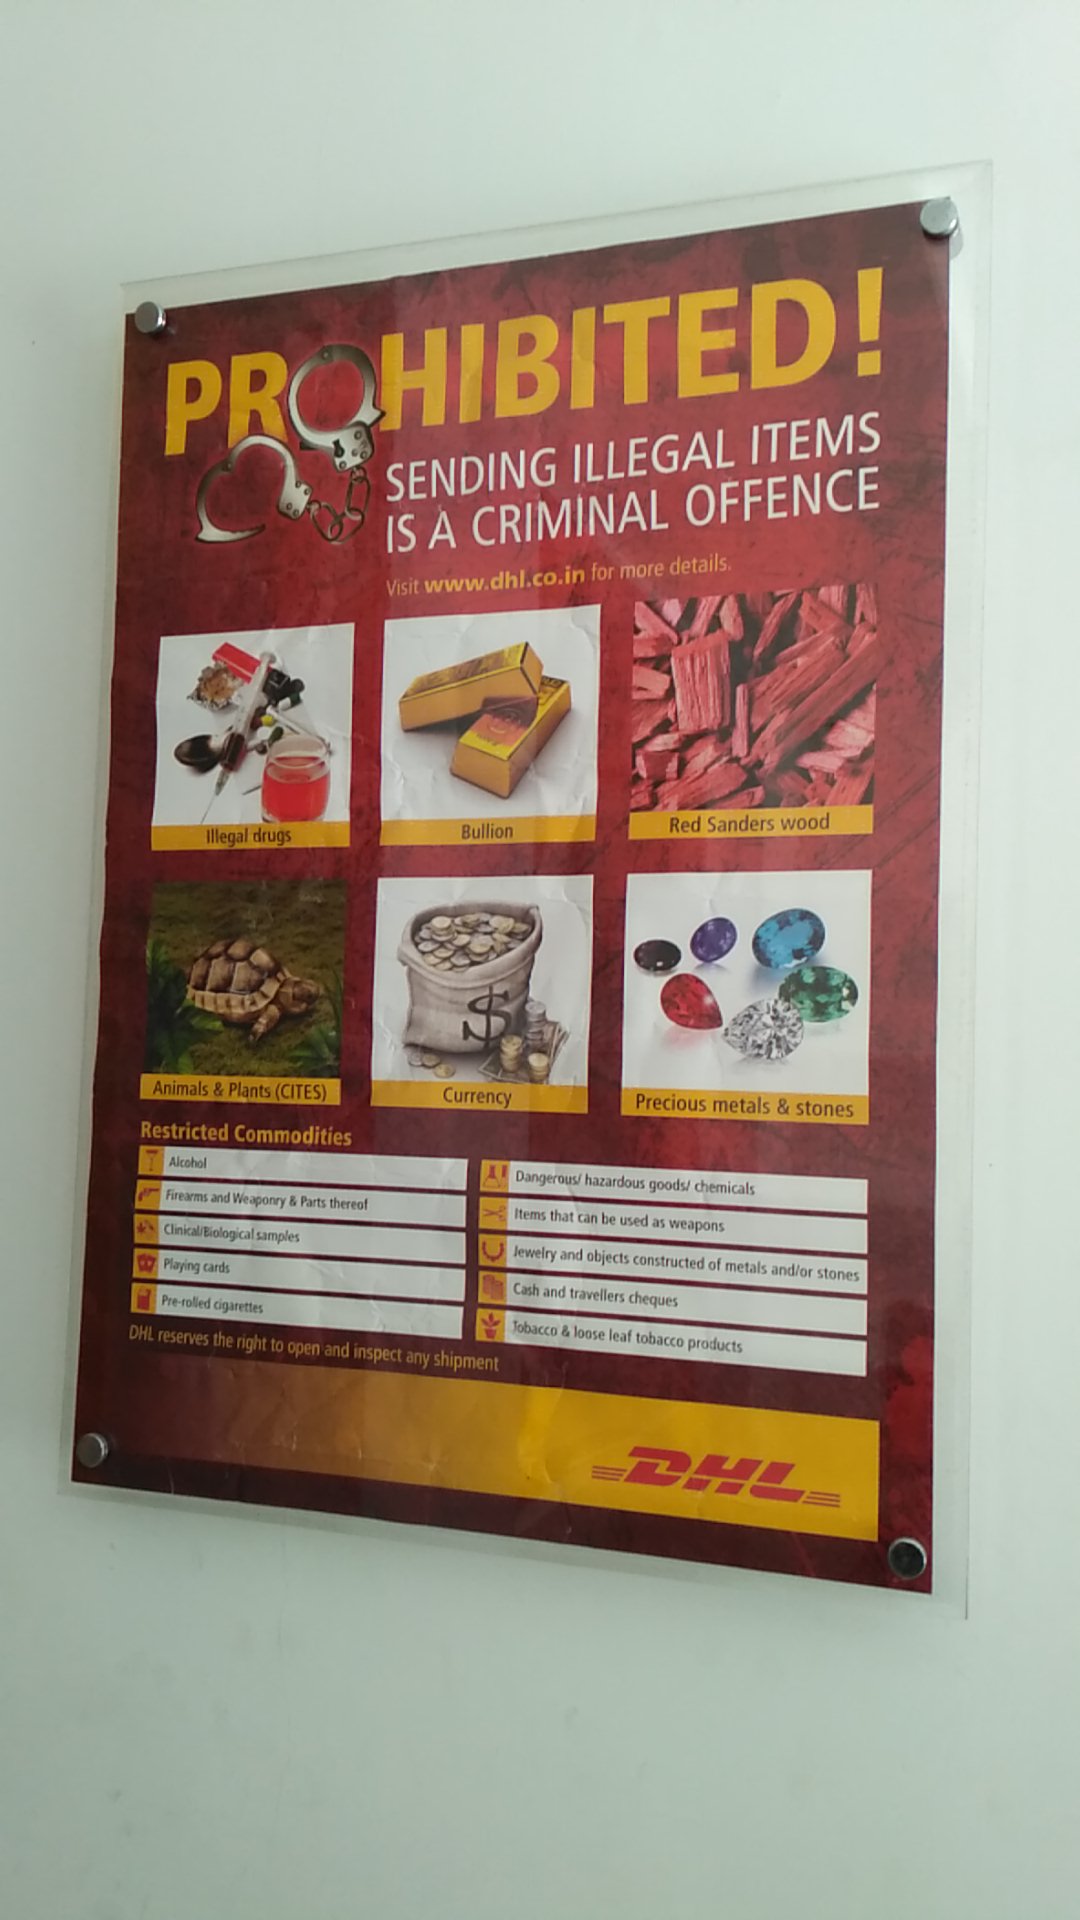 PROHIBITED!
SENDING ILLEGAL ITEMS
IS A CRIMINAL OFFENCE
Visit www.dhl.co.in for more details.
Illegal drugs
Bullion
Red Sanders wood
Animals & Plants (CITES)
Currency
Precious metals & stones
Restricted Commodities
Alcohol
Firearms and Weaponry & Parts thereof
Clinical/Biological samples
Playing cards
Pre-rolled cigarettes
Dangerous/ hazardous goods/ chemicals
Items that can be used as weapons
Jewelry and objects constructed of metals and/or stones
Cash and travellers cheques
Tobacco & loose leaf tobacco products
DHL reserves the right to open and inspect any shipment
DHL